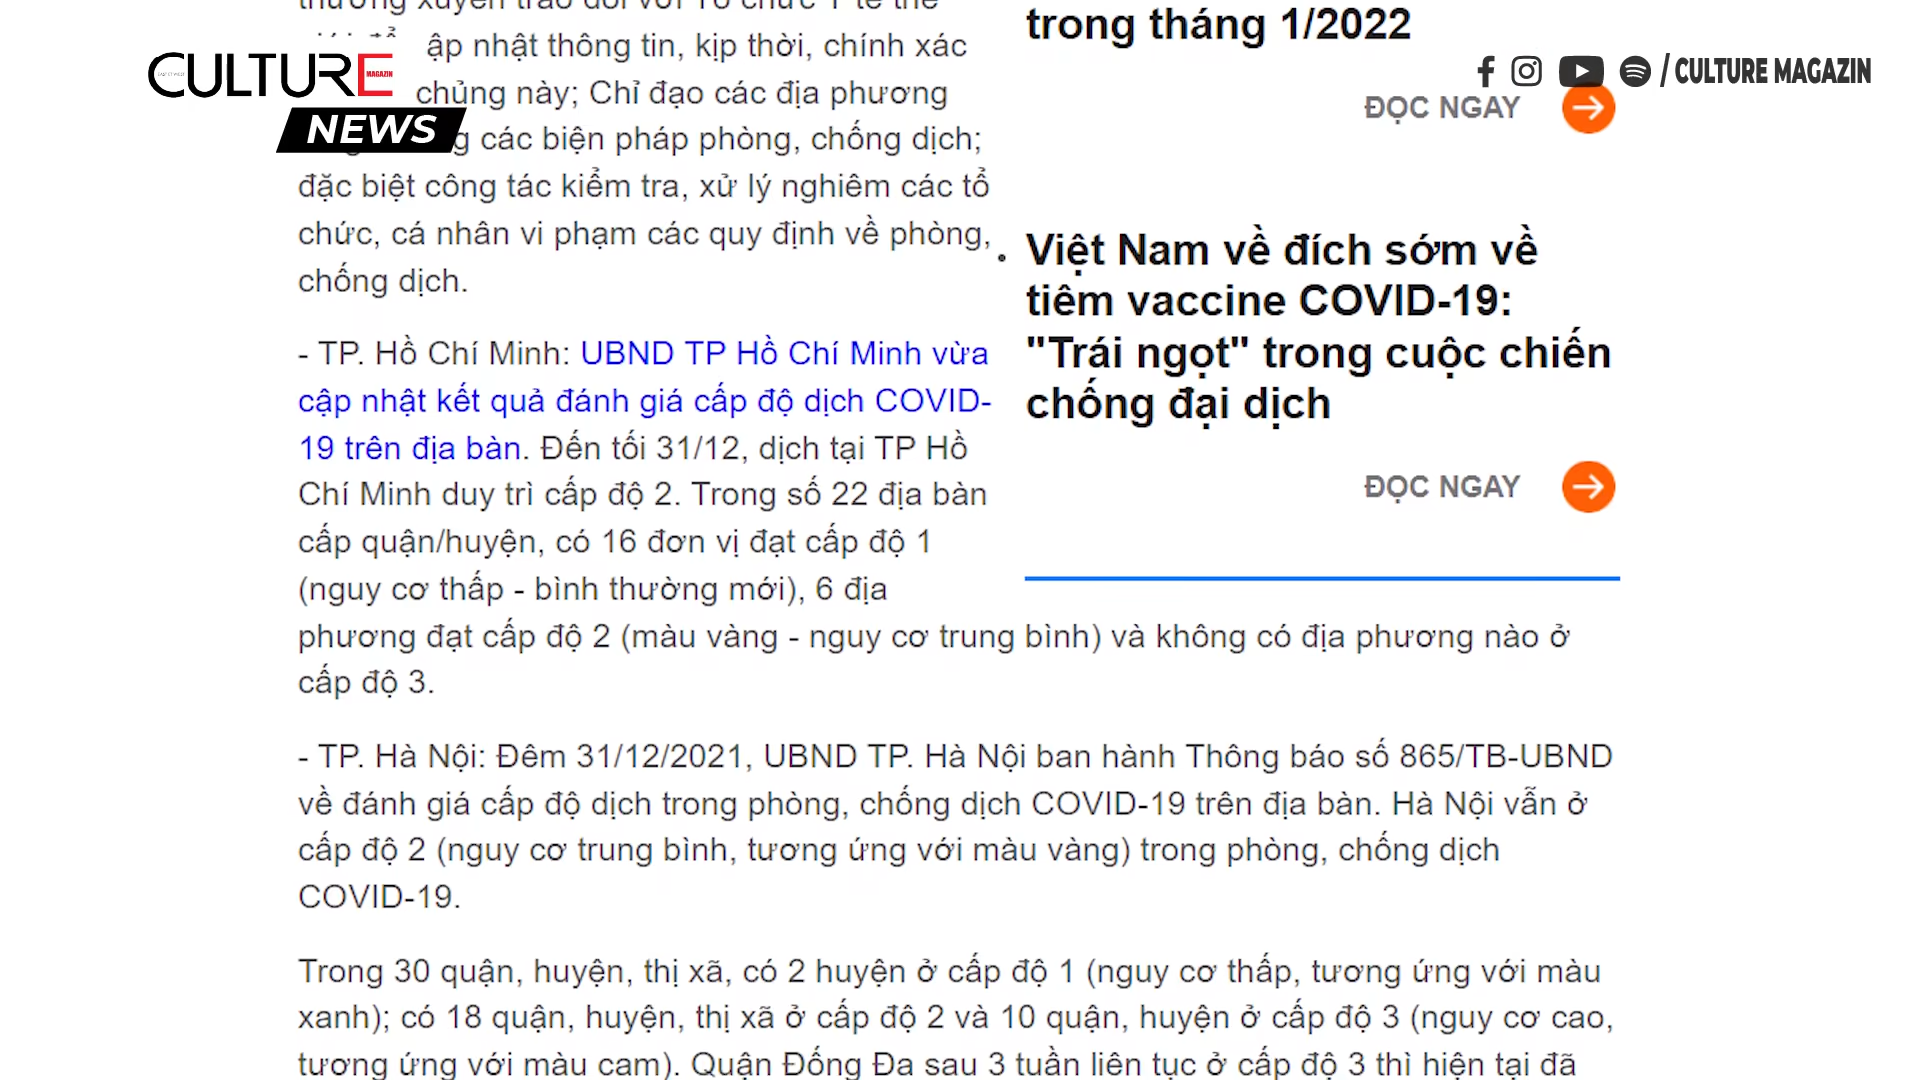 thường xuyên trao đổi với Tổ chức Y tế thế
ập nhật thông tin, kịp thời, chính xác
chủng này; Chỉ đạo các địa phương
các biện pháp phòng, chống dịch;
đặc biệt công tác kiểm tra, xử lý nghiêm các tổ
chức, cá nhân vi phạm các quy định về phòng,
chống dịch.
CULTURE
MAGAZIN
NEWS
trong tháng 1/2022
/ CULTURE MAGAZIN
ĐỌC NGAY
Việt Nam về đích sớm về
tiêm vaccine COVID-19:
"Trái ngọt" trong cuộc chiến
chống đại dịch
ĐỌC NGAY
- TP. Hồ Chí Minh: UBND TP Hồ Chí Minh vừa
cập nhật kết quả đánh giá cấp độ dịch COVID-
19 trên địa bàn. Đến tối 31/12, dịch tại TP Hồ
Chí Minh duy trì cấp độ 2. Trong số 22 địa bàn
cấp quận/huyện, có 16 đơn vị đạt cấp độ 1
(nguy cơ thấp - bình thường mới), 6 địa
phương đạt cấp độ 2 (màu vàng - nguy cơ trung bình) và không có địa phương nào ở
cấp độ 3.
- TP. Hà Nội: Đêm 31/12/2021, UBND TP. Hà Nội ban hành Thông báo số 865/TB-UBND
về đánh giá cấp độ dịch trong phòng, chống dịch COVID-19 trên địa bàn. Hà Nội vẫn ở
cấp độ 2 (nguy cơ trung bình, tương ứng với màu vàng) trong phòng, chống dịch
COVID-19.
Trong 30 quận, huyện, thị xã, có 2 huyện ở cấp độ 1 (nguy cơ thấp, tương ứng với màu
xanh); có 18 quận, huyện, thị xã ở cấp độ 2 và 10 quận, huyện ở cấp độ 3 (nguy cơ cao,
tương ứng với màu cam). Quận Đống Đa sau 3 tuần liên tục ở cấp độ 3 thì hiện tại đã